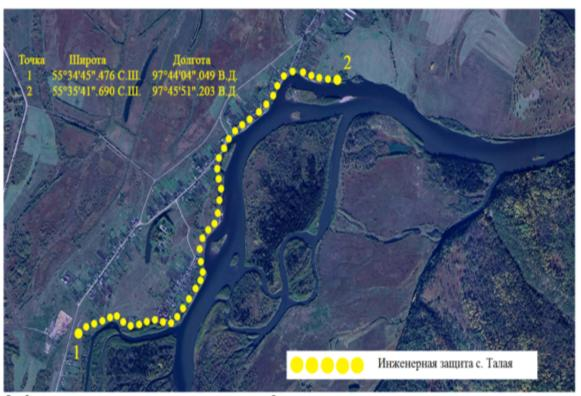 Точка Широта Долгота
1 55°34'45".476 С.Ш. 97°44'04".049 В.Д.
2 55°35'41".690 С.Ш. 97°45'51".203 В.Д.
2
1
Инженерная защита с. Талая